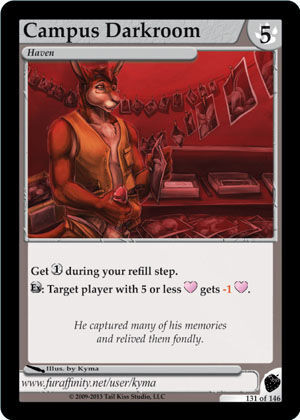 Campus Darkroom 5
Haven
Get 1 during your refill step.
: Target player with 5 or less gets -1 .
He captured many of his memories
and relived them fondly.
Illus. by Kyma
www.furaffinity.net/user/kyma
© 2009-2013 Tail Kiss Studio, LLC 131 of 146